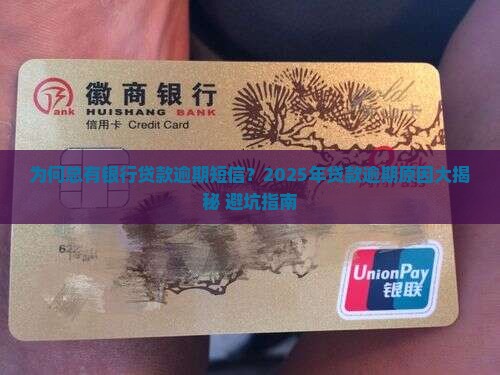 ank
徽商银行
HUISHANG BANK
信用卡 Credit Card
卡
为何总有银行贷款逾期短信？2025年贷款逾期原因大揭
秘 避坑指南
UnionPay
银联